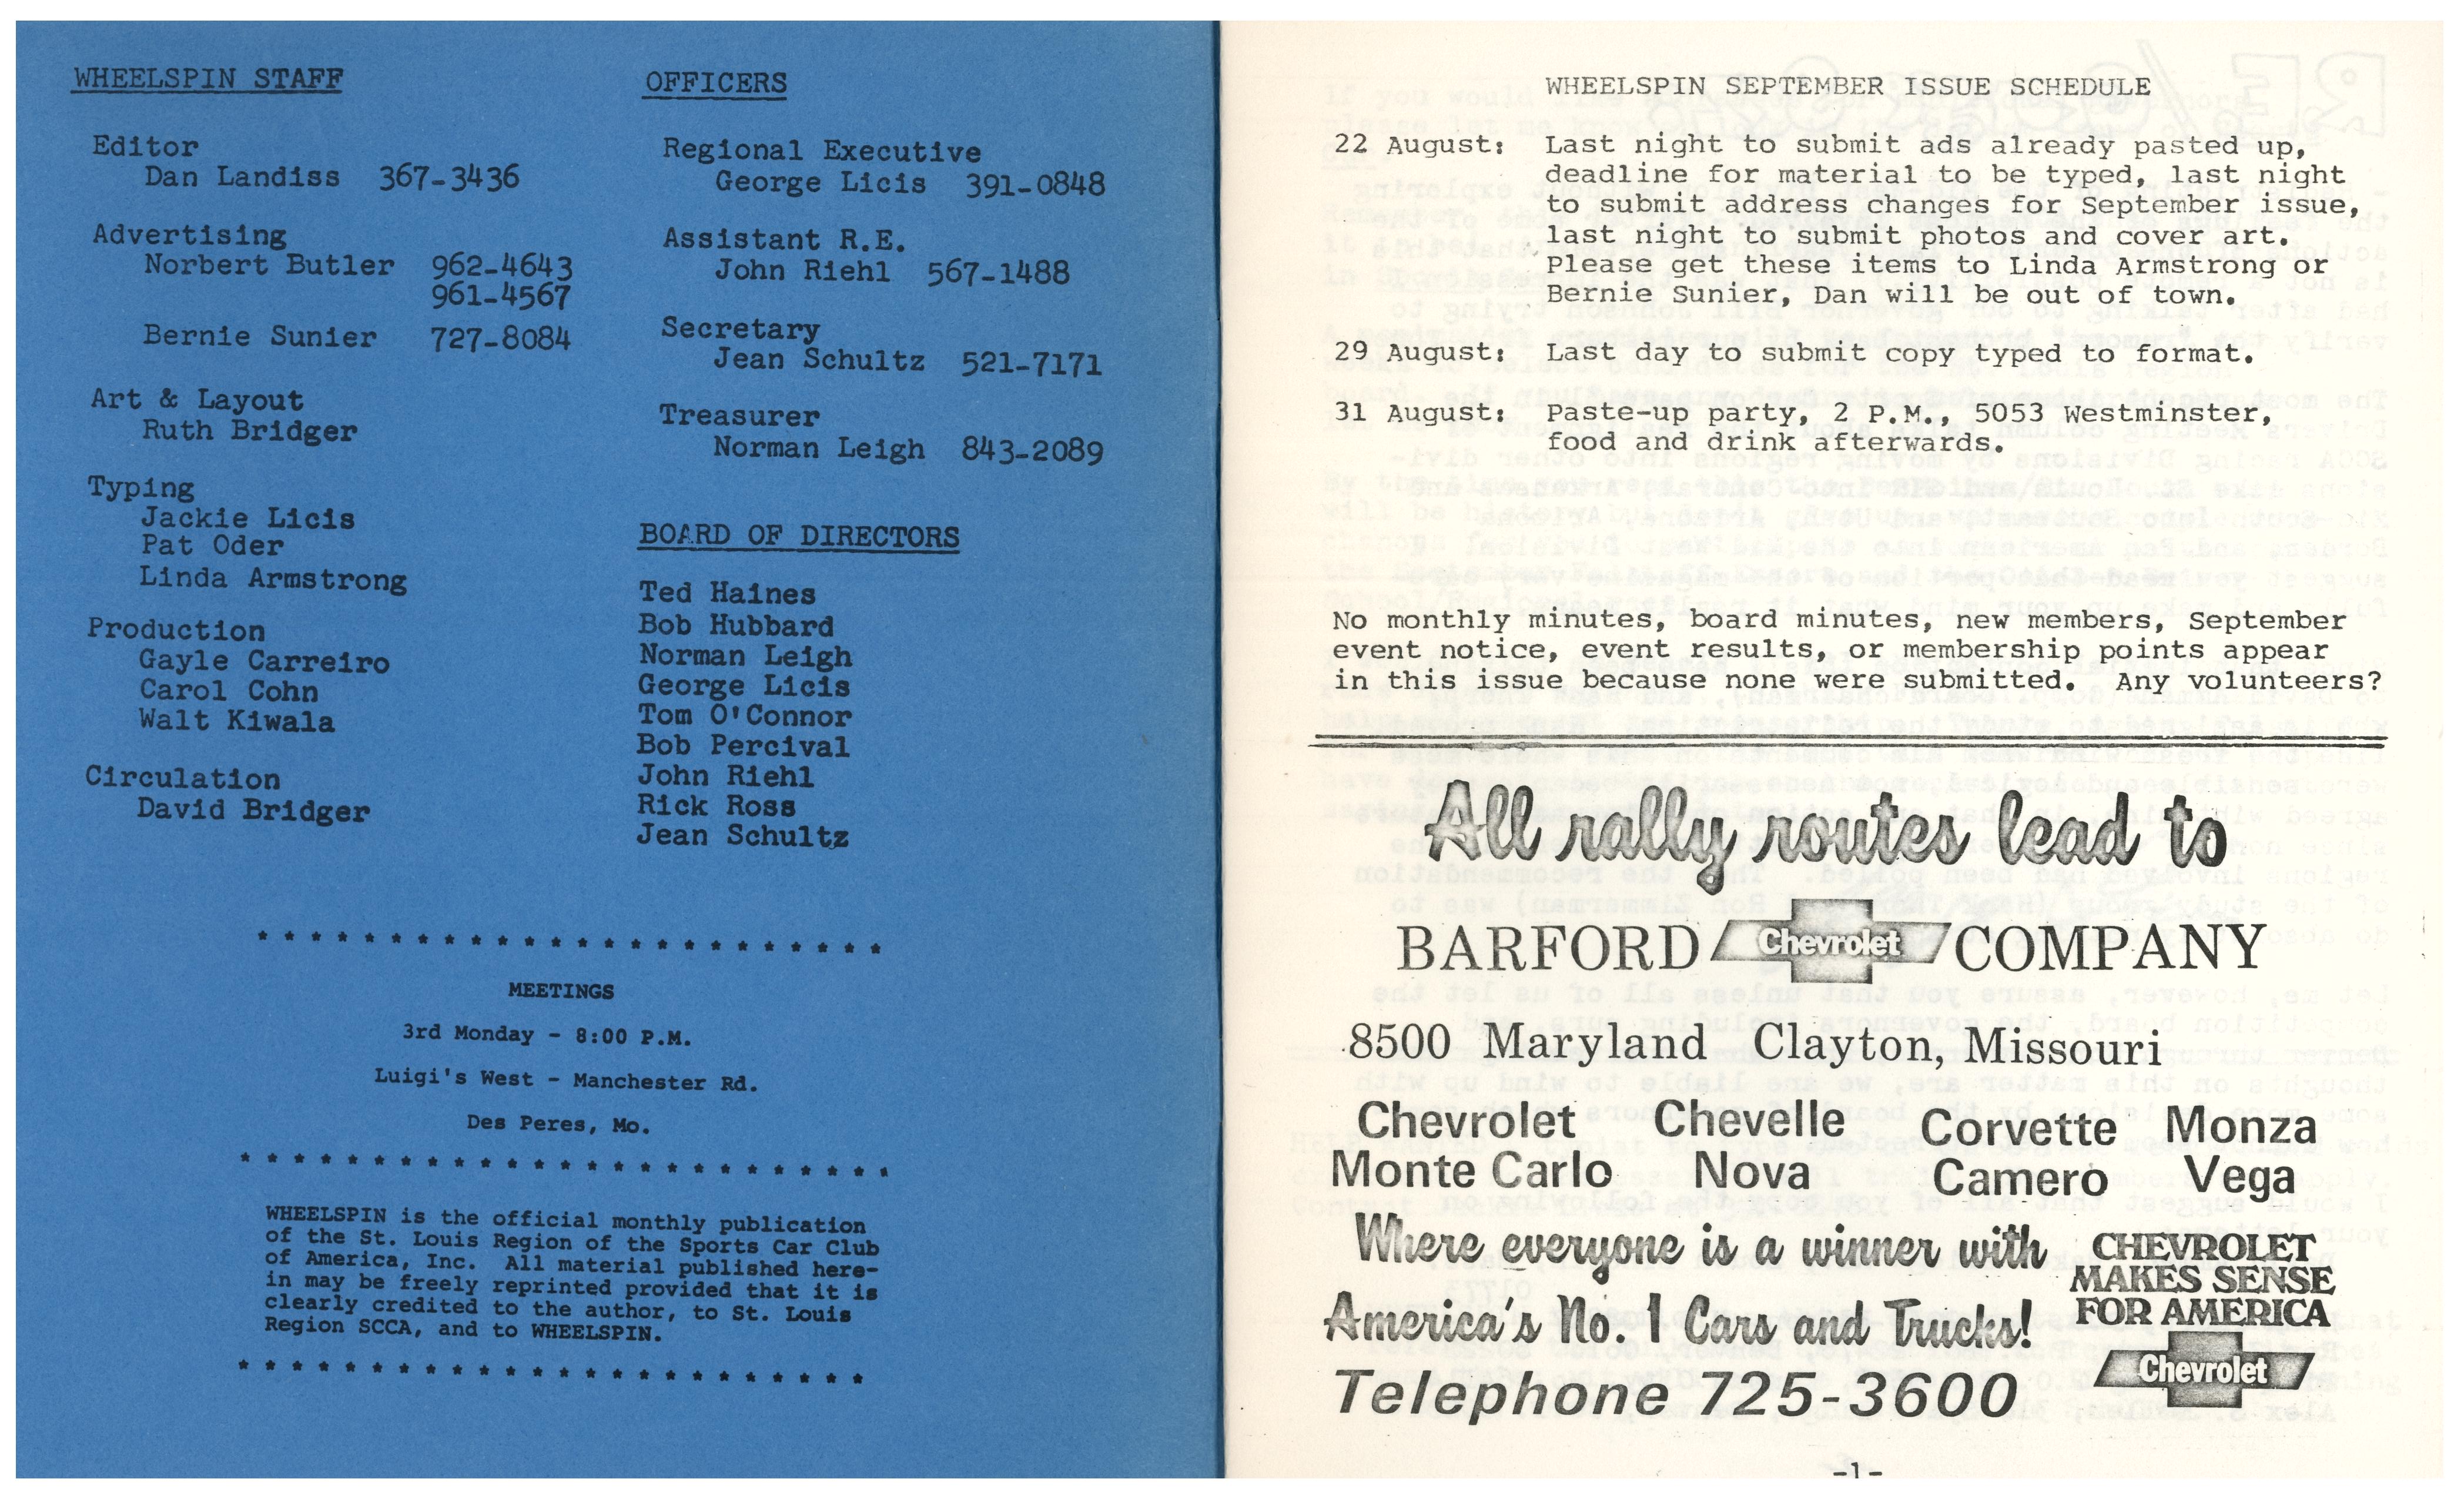 WHEELSPIN STAFF
Editor
Dan Landiss 367-3436
Advertising
Norbert Butler 962-4643
961-4567
Bernie Sunier 727-8084
Art & Layout
Ruth Bridger
Typing
Jackie Licis
Pat Oder
Linda Armstrong
Production
Gayle Carreiro
Carol Cohn
Walt Kiwala
Circulation
David Bridger
OFFICERS
Regional Executive
George Licis 391-0848
Assistant R.E.
John Riehl 567-1488
Secretary
Jean Schultz 521-7171
Treasurer
Norman Leigh 843-2089
BOARD OF DIRECTORS
Ted Haines
Bob Hubbard
Norman Leigh
George Licis
Tom O'Connor
Bob Percival
John Riehl
Rick Ross
Jean Schultz
* * * * * * * * * * * * * * * * * * * * * * * *
MEETINGS
3rd Monday - 8:00 P.M.
Luigi's West - Manchester Rd.
Des Peres, Mo.
* * * * * * * * * * * * * * * * * * * * * * * * *
WHEELSPIN is the official monthly publication
of the St. Louis Region of the Sports Car Club
of America, Inc. All material published here-
in may be freely reprinted provided that it is
clearly credited to the author, to St. Louis
Region SCCA, and to WHEELSPIN.
* * * * * * * * * * * * * * * * * * * * * * * *
WHEELSPIN SEPTEMBER ISSUE SCHEDULE
22 August: Last night to submit ads already pasted up,
deadline for material to be typed, last night
to submit address changes for September issue,
last night to submit photos and cover art.
Please get these items to Linda Armstrong or
Bernie Sunier, Dan will be out of town.
29 August: Last day to submit copy typed to format.
31 August: Paste-up party, 2 P.M., 5053 Westminster,
food and drink afterwards.
No monthly minutes, board minutes, new members, September
event notice, event results, or membership points appear
in this issue because none were submitted. Any volunteers?
All rally routes lead to
BARFORD Chevrolet COMPANY
8500 Maryland Clayton, Missouri
Chevrolet Chevelle Corvette Monza
Monte Carlo Nova Camero Vega
Where everyone is a winner with
America's No. 1 Cars and Trucks!
CHEVROLET
MAKES SENSE
FOR AMERICA
Chevrolet
Telephone 725-3600
-1-